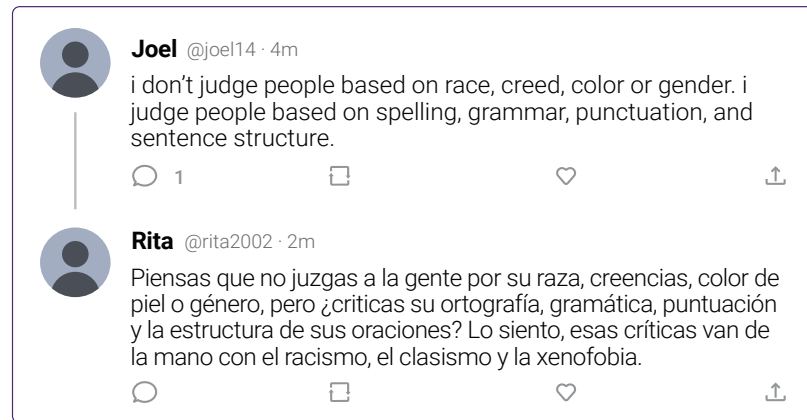 Joel @joel14 · 4m
i don’t judge people based on race, creed, color or gender. i
judge people based on spelling, grammar, punctuation, and
sentence structure.
1
Rita @rita2002 · 2m
Piensas que no juzgas a la gente por su raza, creencias, color de
piel o género, pero ¿criticas su ortografía, gramática, puntuación
y la estructura de sus oraciones? Lo siento, esas críticas van de
la mano con el racismo, el clasismo y la xenofobia.